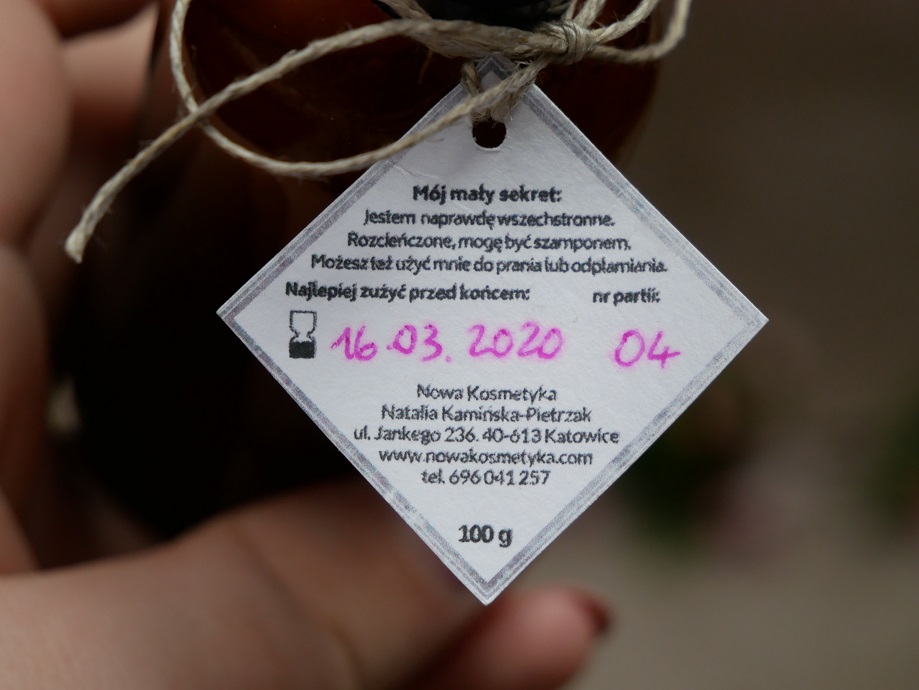 Mój mały sekret:
Jestem naprawdę wszechstronne.
Rozcieńczone, mogę być szamponem.
Możesz też użyć mnie do prania lub odplamiania.
Najlepiej zużyć przed końcem: nr partii:
16.03.2020 04
Nowa Kosmetyka
Natalia Kamińska-Pietrzak
ul. Jankego 236. 40-613 Katowice
www.nowakosmetyka.com
tel. 696 041 257
100 g